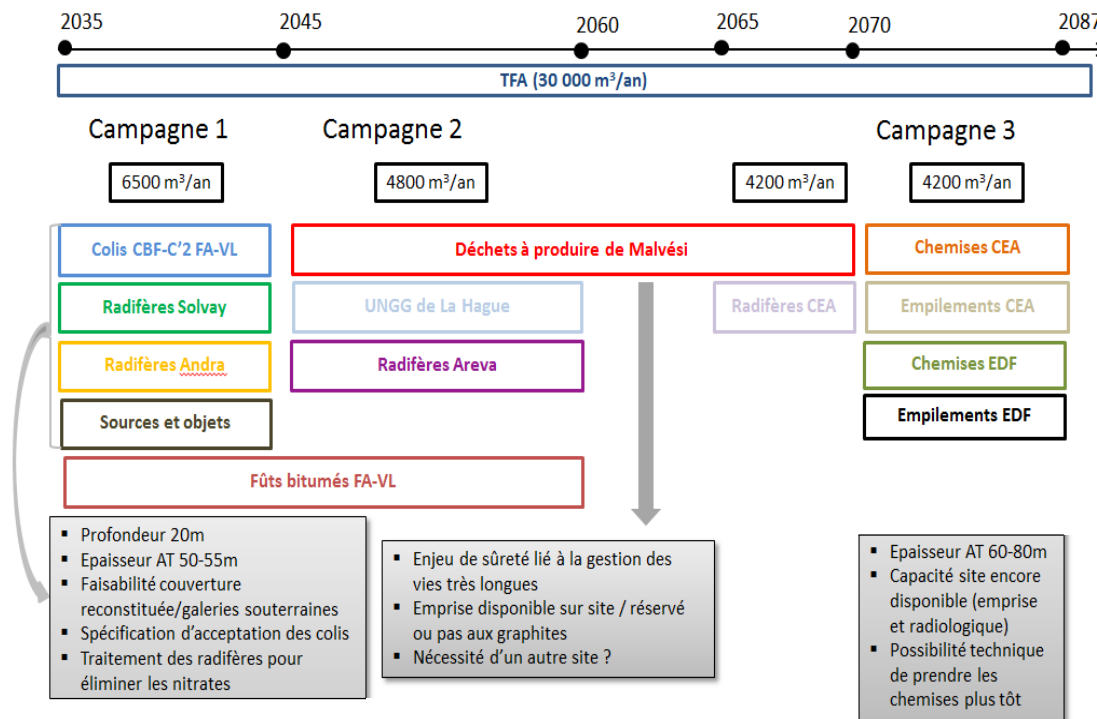 2035 2045 2060 2065 2070 2087
TFA (30 000 m³/an)
Campagne 1 Campagne 2 Campagne 3
6500 m³/an 4800 m³/an 4200 m³/an 4200 m³/an
Colis CBF-C'2 FA-VL Déchets à produire de Malvési Chemises CEA
Radifères Solvay UNGG de La Hague Radifères CEA Empilements CEA
Radifères Andra Radifères Areva Chemises EDF
Sources et objets Empilements EDF
Fûts bitumés FA-VL
▪ Profondeur 20m
▪ Epaisseur AT 50-55m
▪ Faisabilité couverture
reconstituée/galeries souterraines
▪ Spécification d'acceptation des colis
▪ Traitement des radifères pour
éliminer les nitrates
▪ Enjeu de sûreté lié à la gestion des
vies très longues
▪ Emprise disponible sur site / réservé
ou pas aux graphites
▪ Nécessité d'un autre site ?
▪ Epaisseur AT 60-80m
▪ Capacité site encore
disponible (emprise
et radiologique)
▪ Possibilité technique
de prendre les
chemises plus tôt